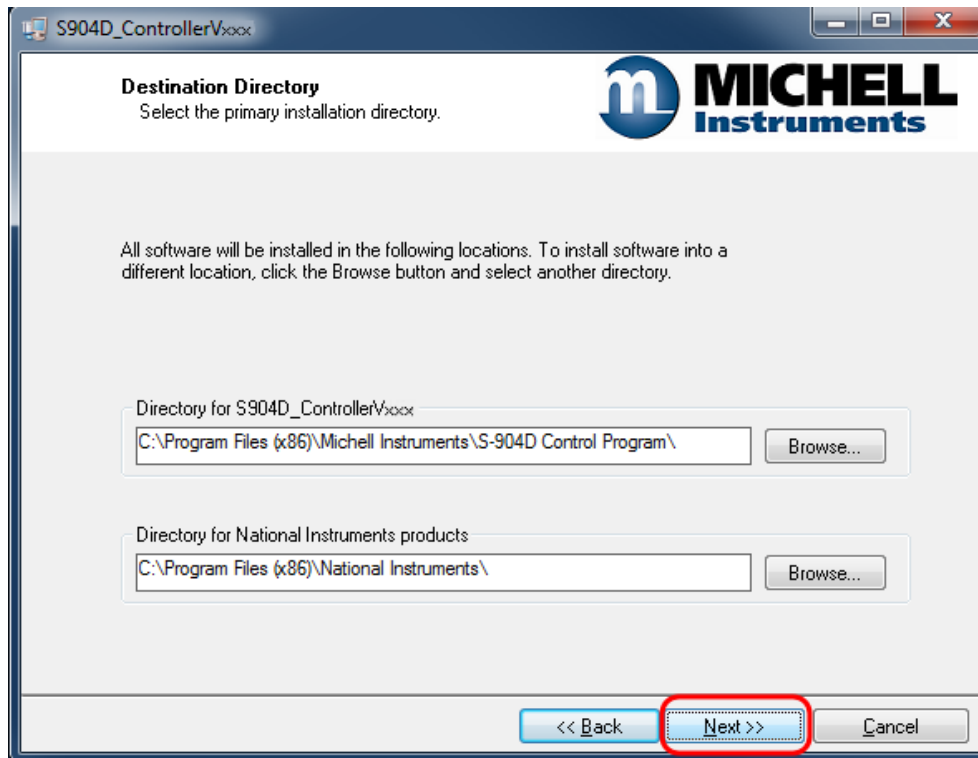 S904D_ControllerVxxx
Destination Directory
Select the primary installation directory.
m MICHELL
Instruments
All software will be installed in the following locations. To install software into a
different location, click the Browse button and select another directory.
Directory for S904D_ControllerVxxx
C:\Program Files (x86)\Michell Instruments\S-904D Control Program\
Browse...
Directory for National Instruments products
C:\Program Files (x86)\National Instruments\
Browse...
<< Back
Next >>
Cancel